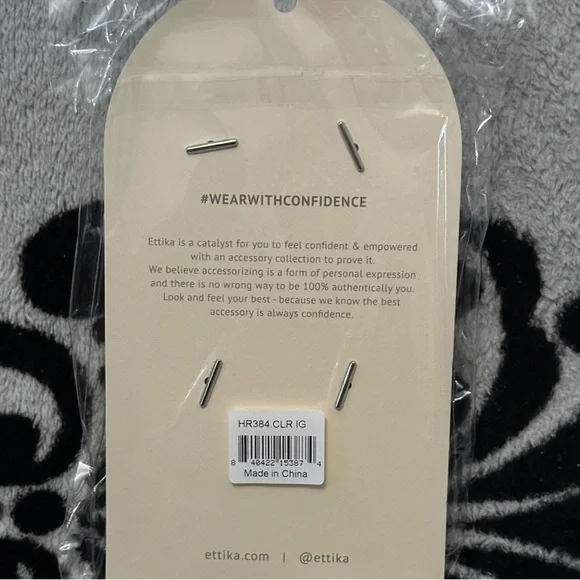 #WEARWITHCONFIDENCE
Ettika is a catalyst for you to feel confident & empowered
with an accessory collection to prove it.
We believe accessorizing is a form of personal expression
and there is no wrong way to be 100% authentically you.
Look and feel your best - because we know the best
accessory is always confidence.
HR384.CLR.IG
8 40422 15387 4
Made in China
ettika.com | @ettika